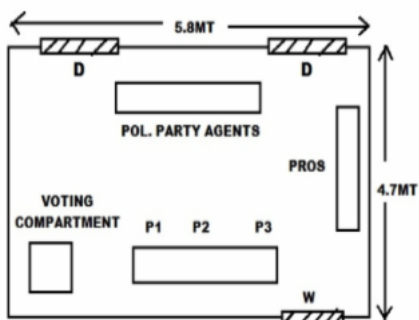 5.8MT
D D
POL. PARTY AGENTS
PROS
4.7MT
VOTING
COMPARTMENT
P1 P2 P3
W